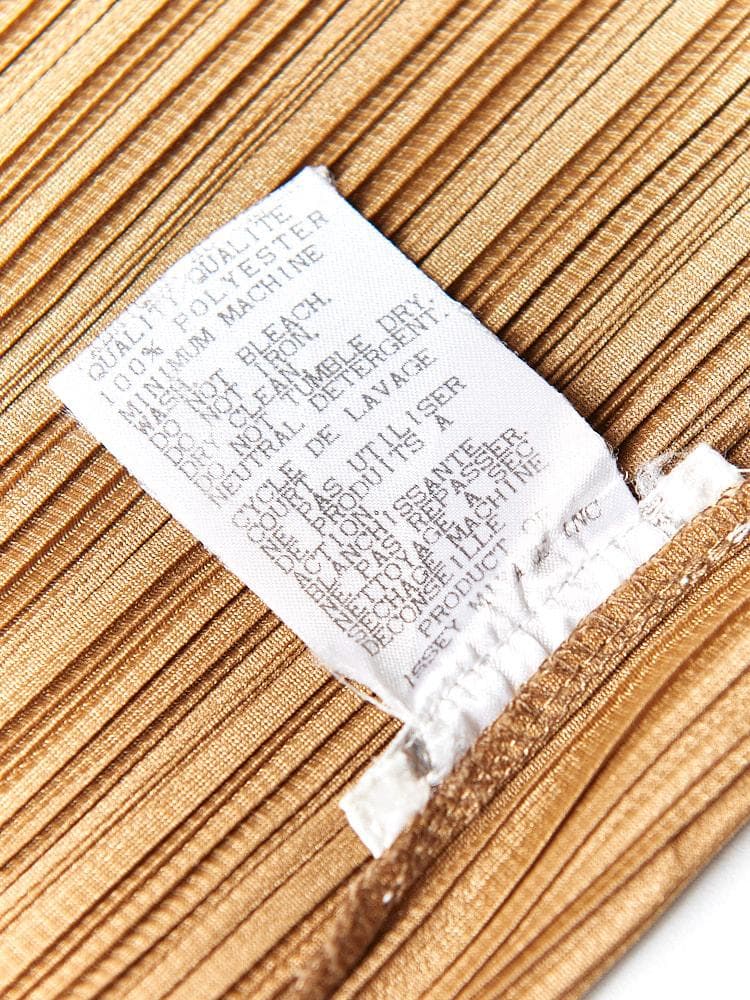 QUALITY/QUALITE
100% POLYESTER
MINIMUM MACHINE
WASH.
DO NOT BLEACH.
DO NOT IRON.
DRY CLEAN.
DO NOT TUMBLE DRY.
NEUTRAL DETERGENT.
CYCLE DE LAVAGE
COURT.
NE PAS UTILISER
DE PRODUITS A
ACTION
BLANCHISSANTE.
NE PAS REPASSER.
NETTOYAGE A SEC
SECHAGE MACHINE
DECONSEILLE
PRODUCT OF
ISSEY INC